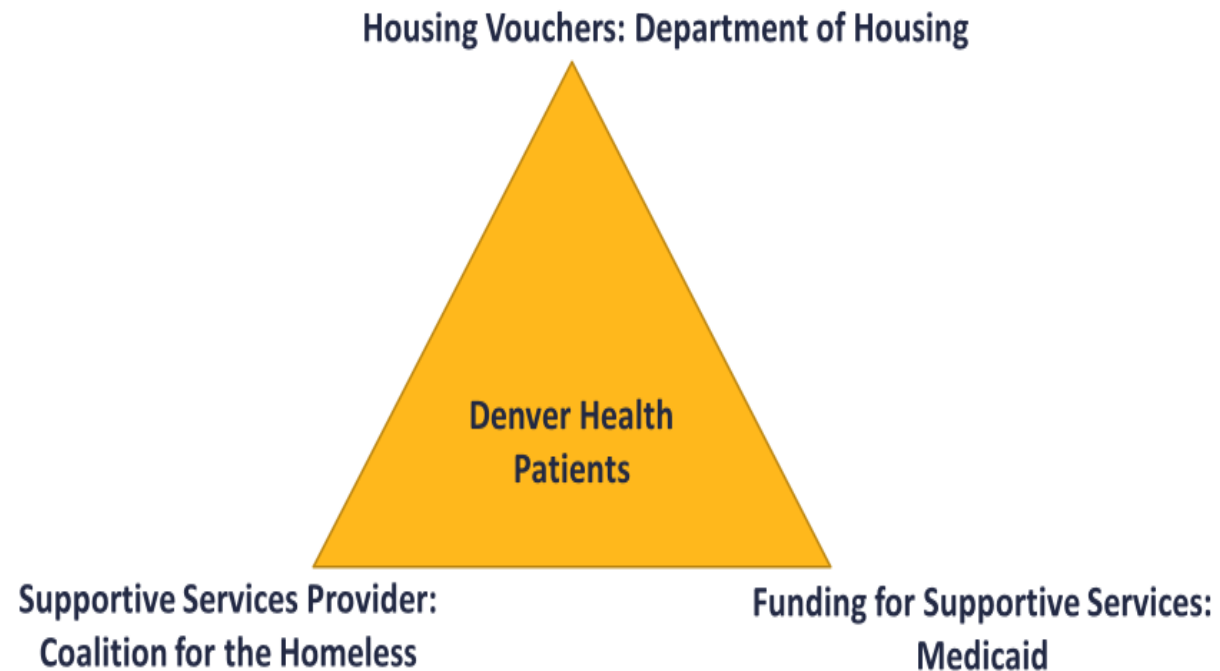 Housing Vouchers: Department of Housing
Denver Health
Patients
Supportive Services Provider:
Coalition for the Homeless
Funding for Supportive Services:
Medicaid